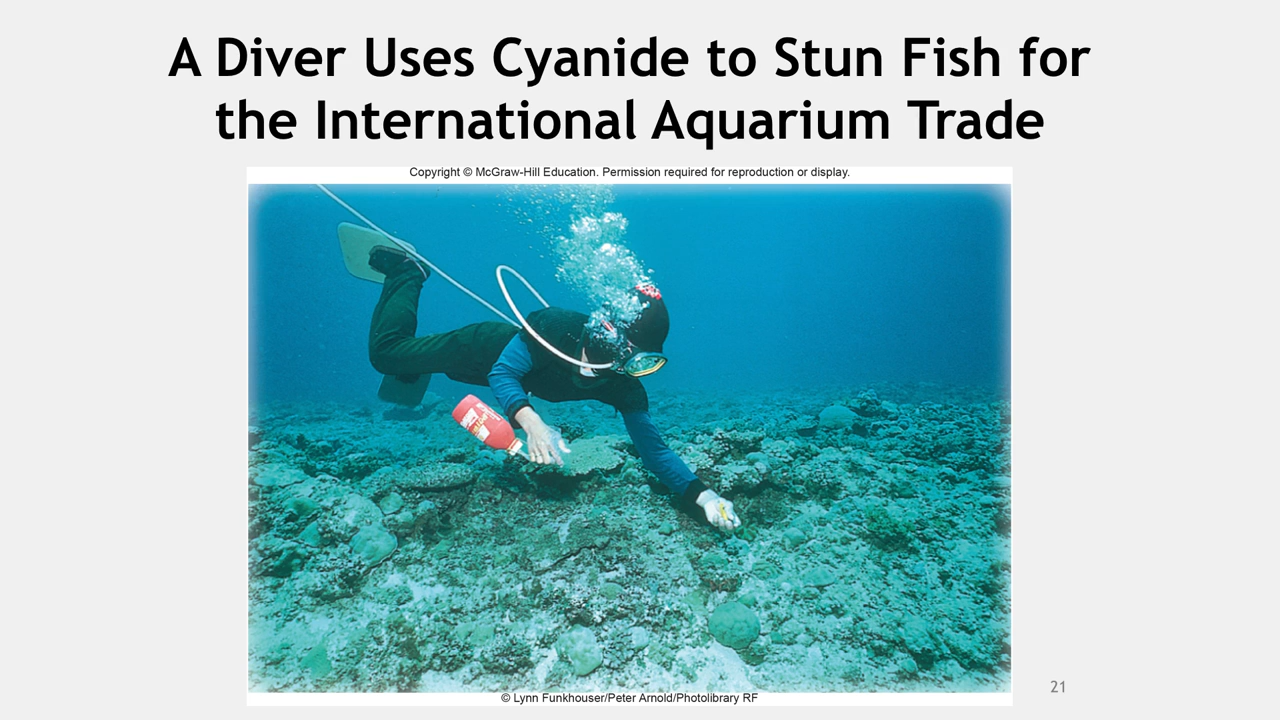 A Diver Uses Cyanide to Stun Fish for
the International Aquarium Trade
Copyright © McGraw-Hill Education. Permission required for reproduction or display.
© Lynn Funkhouser/Peter Arnold/Photolibrary RF
21